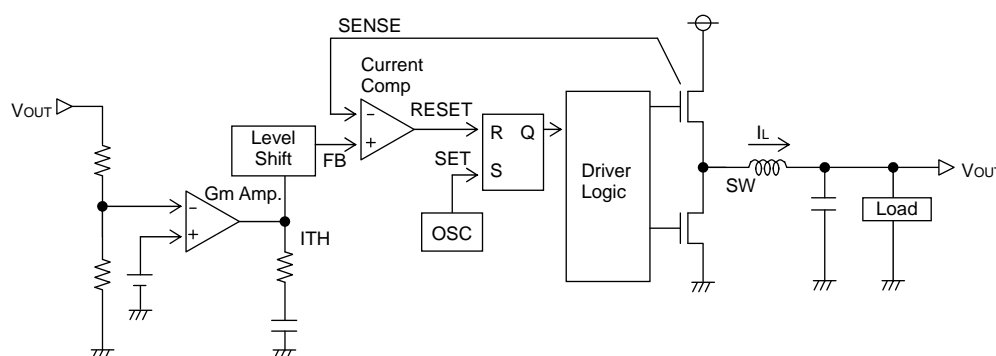 SENSE
Current
Comp
VOUT
RESET
Level
Shift
FB
R Q
S
SET
Driver
Logic
IL
SW
VOUT
Gm Amp.
OSC
Load
ITH